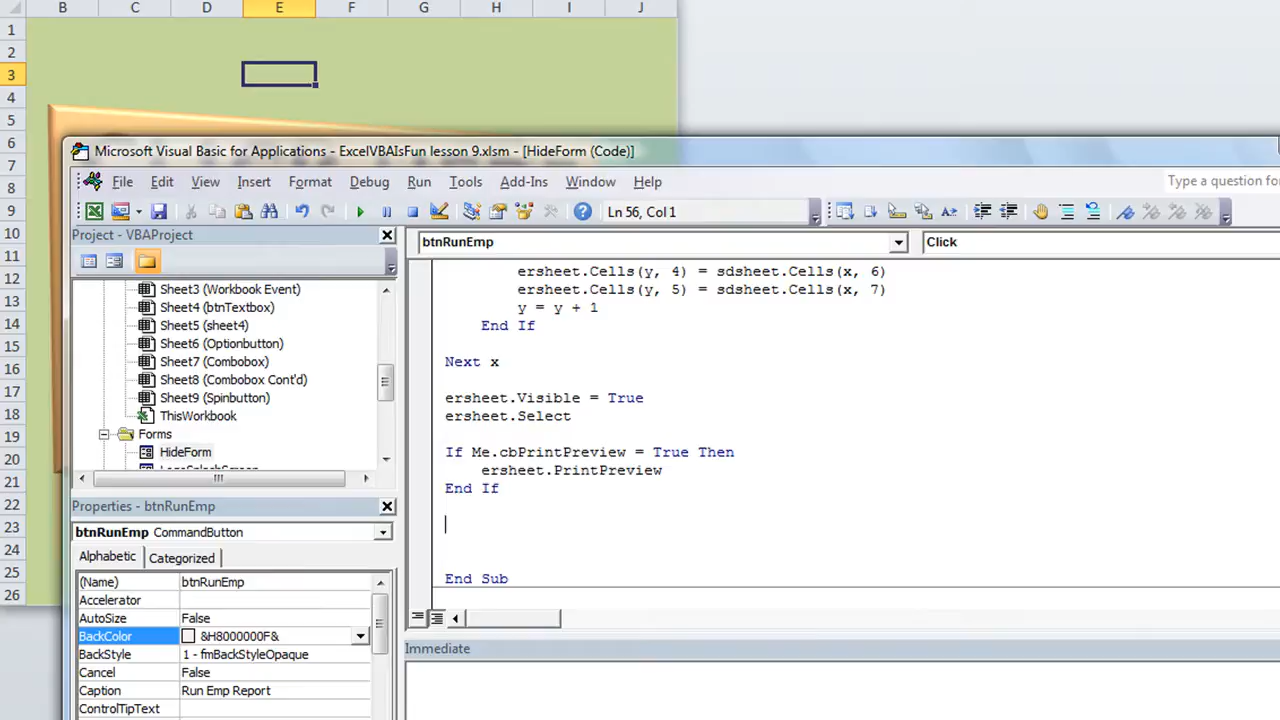 B C D E F G H I J
1
2
3
4
5
6
7
8
9
10
11
12
13
14
15
16
17
18
19
20
21
22
23
24
25
26
Microsoft Visual Basic for Applications - ExcelVBAIsFun lesson 9.xlsm - [HideForm (Code)]
File Edit View Insert Format Debug Run Tools Add-Ins Window Help
Type a question for
Ln 56, Col 1
Project - VBAProject
Sheet3 (Workbook Event)
Sheet4 (btnTextbox)
Sheet5 (sheet4)
Sheet6 (Optionbutton)
Sheet7 (Combobox)
Sheet8 (Combobox Cont'd)
Sheet9 (Spinbutton)
ThisWorkbook
Forms
HideForm
Properties - btnRunEmp
btnRunEmp CommandButton
Alphabetic Categorized
(Name) btnRunEmp
Accelerator
AutoSize False
BackColor &H8000000F&
BackStyle 1 - fmBackStyleOpaque
Cancel False
Caption Run Emp Report
ControlTipText
btnRunEmp Click
ersheet.Cells(y, 4) = sdsheet.Cells(x, 6)
ersheet.Cells(y, 5) = sdsheet.Cells(x, 7)
y = y + 1
End If
Next x
ersheet.Visible = True
ersheet.Select
If Me.cbPrintPreview = True Then
ersheet.PrintPreview
End If
End Sub
Immediate